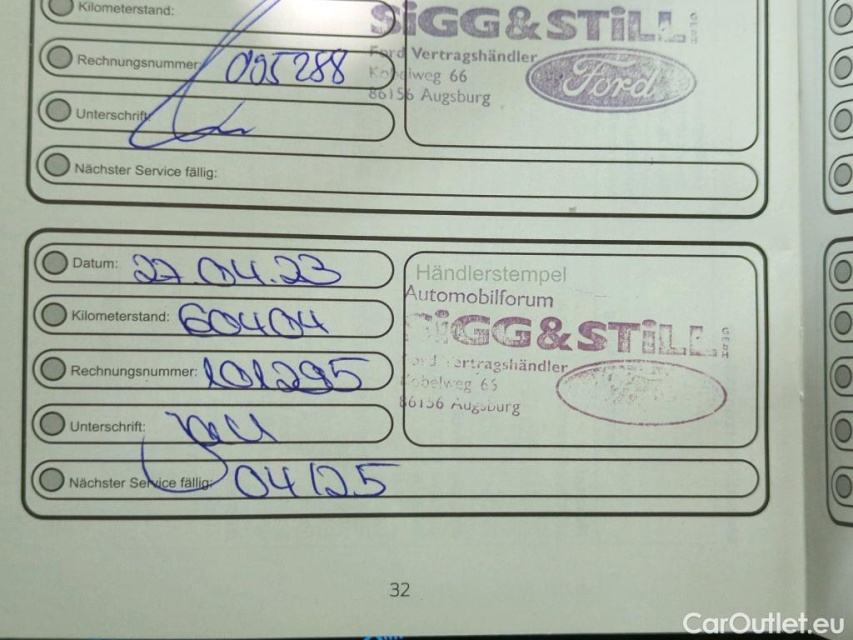 Kilometerstand:
SiGG&STiLL
Rechnungsnummer
Ford Vertragshändler
Kobelweg 66
86156 Augsburg
Ford
Unterschrift
Nächster Service fällig:
Datum: 27.04.23
Kilometerstand: 60404
Rechnungsnummer: 101295
Unterschrift:
Nächster Service fällig: 04/25
Händlerstempel
Automobilforum
SiGG&STiLL
Ford Vertragshändler
Kobelweg 66
86156 Augsburg
32
CarOutlet.eu